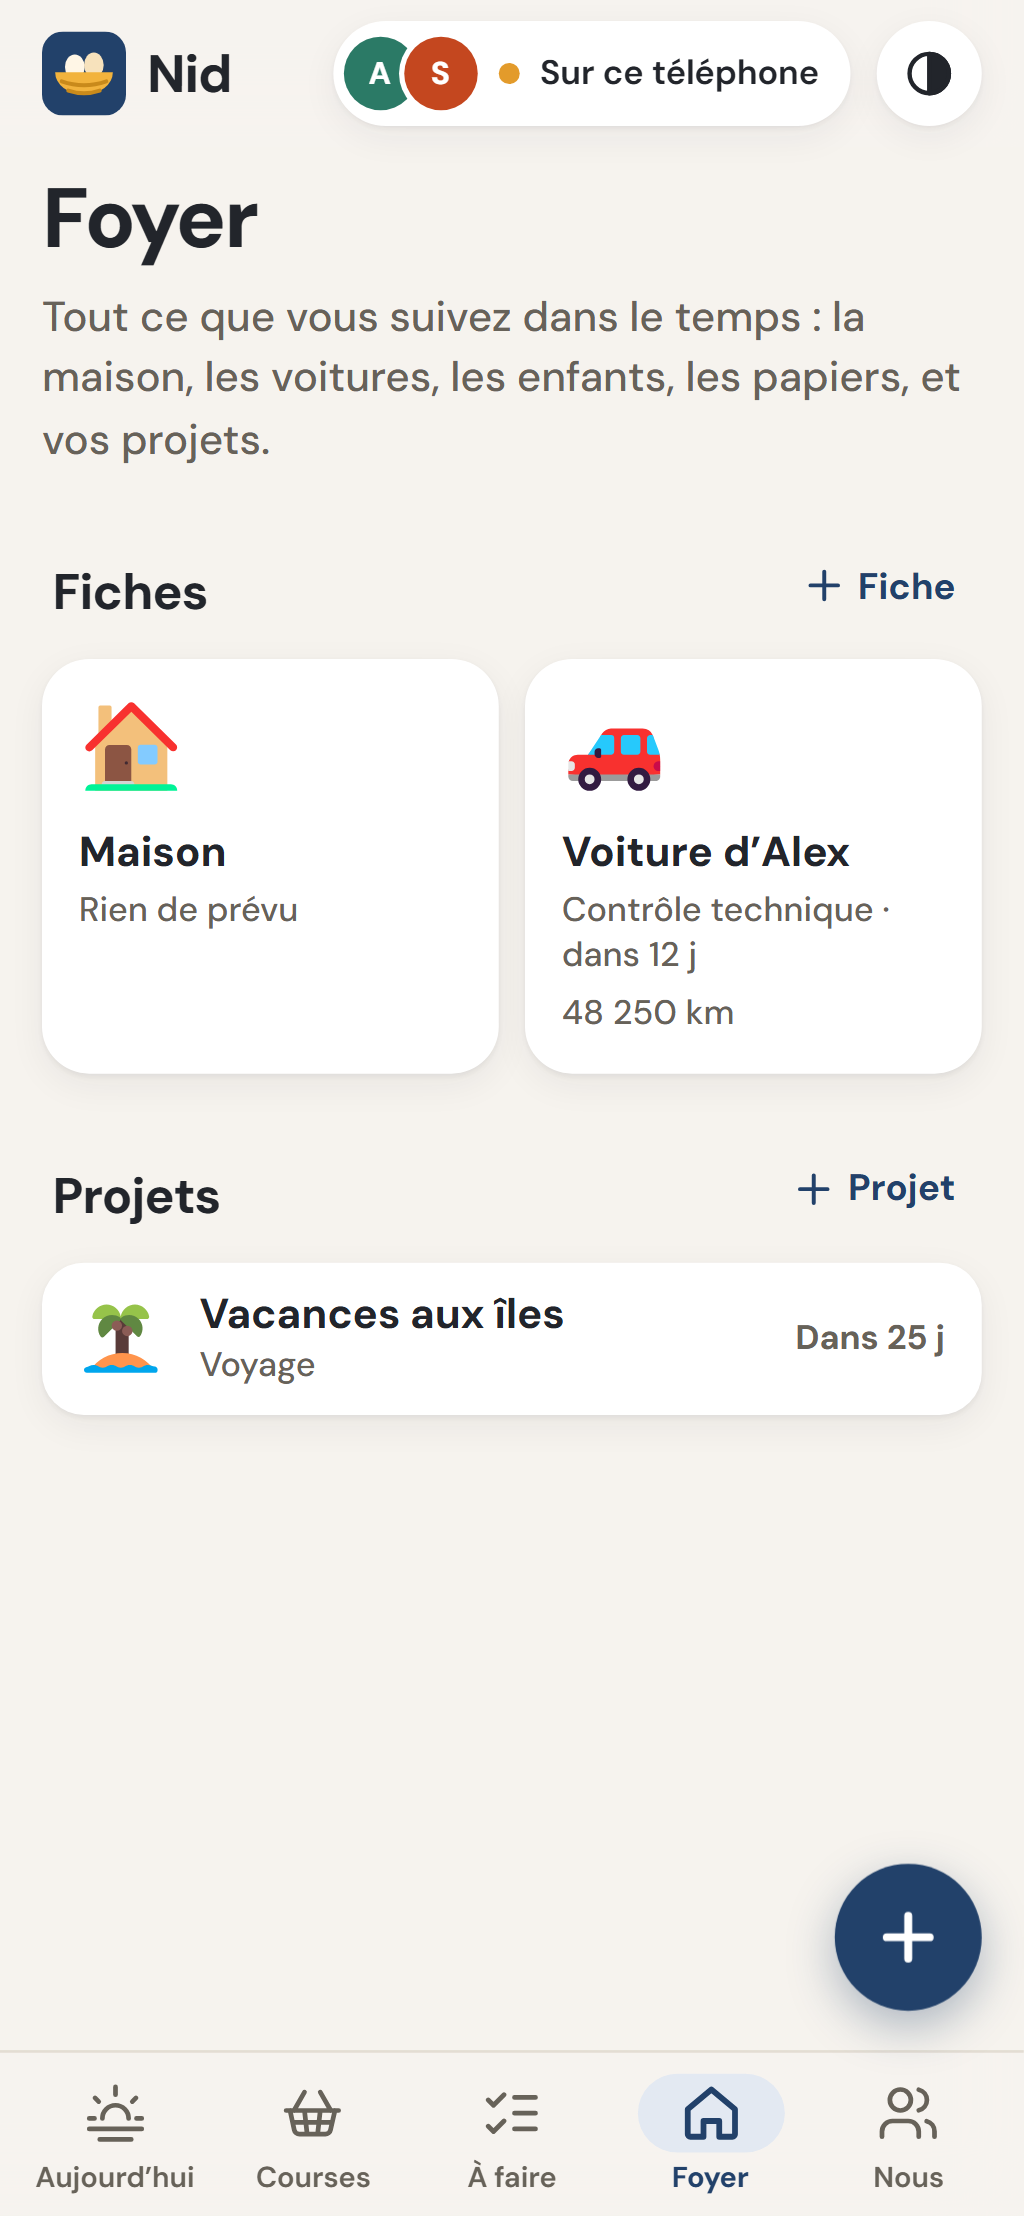 Nid
A
S
Sur ce téléphone
Foyer
Tout ce que vous suivez dans le temps : la
maison, les voitures, les enfants, les papiers, et
vos projets.
Fiches
+ Fiche
Maison
Rien de prévu
Voiture d’Alex
Contrôle technique ·
dans 12 j
48 250 km
Projets
+ Projet
Vacances aux îles
Voyage
Dans 25 j
Aujourd’hui
Courses
À faire
Foyer
Nous